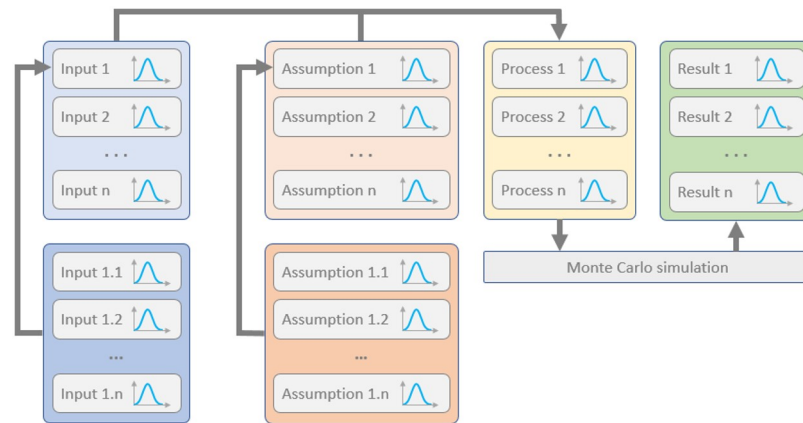 Input 1
Input 2
. . .
Input n
Assumption 1
Assumption 2
. . .
Assumption n
Process 1
Process 2
. . .
Process n
Result 1
Result 2
. . .
Result n
Input 1.1
Input 1.2
...
Input 1.n
Assumption 1.1
Assumption 1.2
...
Assumption 1.n
Monte Carlo simulation